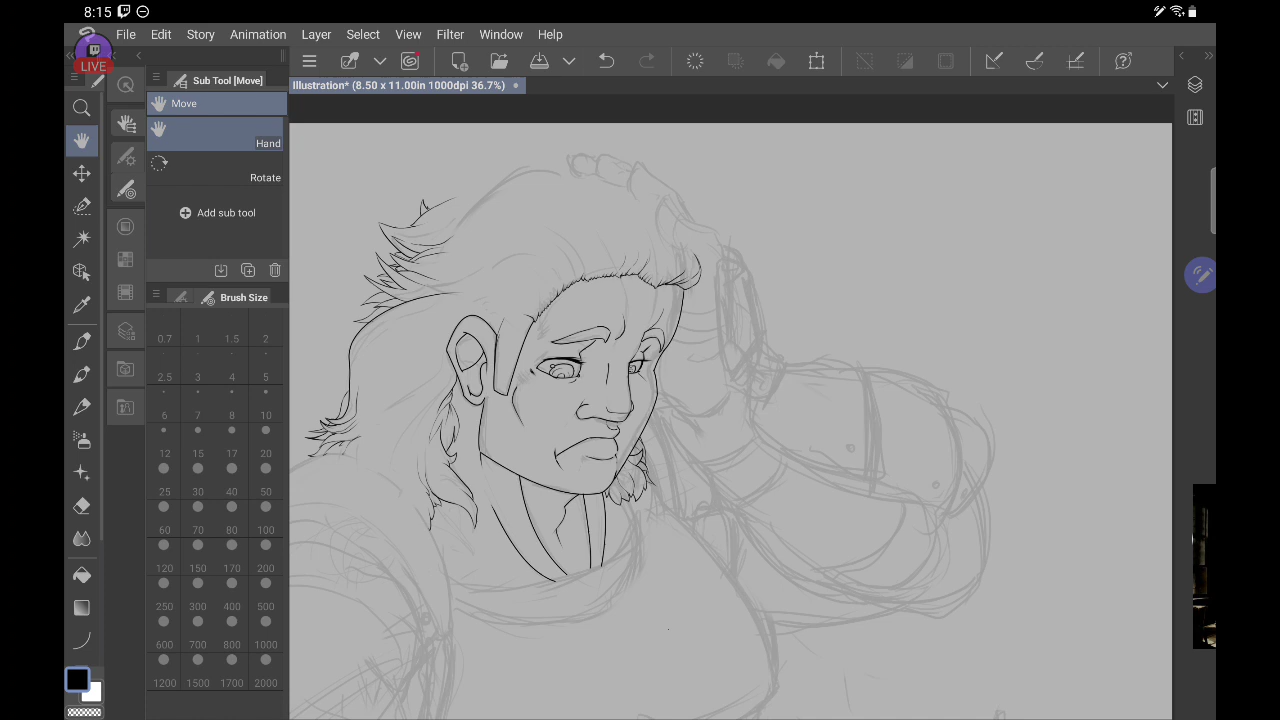 8:15
LIVE
File Edit Story Animation Layer Select View Filter Window Help
Sub Tool [Move]
Illustration* (8.50 x 11.00in 1000dpi 36.7%)
Move
Hand
Rotate
Add sub tool
Brush Size
0.7 1 1.5 2
2.5 3 4 5
6 7 8 10
12 15 17 20
25 30 40 50
60 70 80 100
120 150 170 200
250 300 400 500
600 700 800 1000
1200 1500 1700 2000